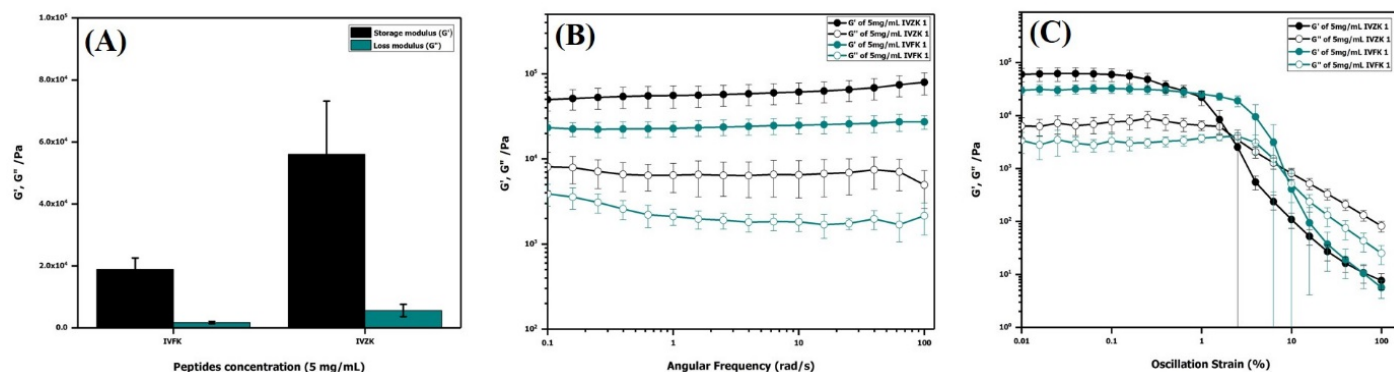 (A)
Storage modulus (G')
Loss modulus (G")
1.0x10⁵
8.0x10⁴
6.0x10⁴
4.0x10⁴
2.0x10⁴
0.0
G', G" /Pa
IVFK
IVZK
Peptides concentration (5 mg/mL)
(B)
G' of 5mg/mL IVZK 1
G'' of 5mg/mL IVZK 1
G' of 5mg/mL IVFK 1
G'' of 5mg/mL IVFK 1
10⁵
10⁴
10³
10²
G', G" /Pa
0.1
1
10
100
Angular Frequency (rad/s)
(C)
G' of 5mg/mL IVZK 1
G'' of 5mg/mL IVZK 1
G' of 5mg/mL IVFK 1
G'' of 5mg/mL IVFK 1
10⁵
10⁴
10³
10²
10¹
10⁰
G', G" /Pa
0.01
0.1
1
10
100
Oscillation Strain (%)